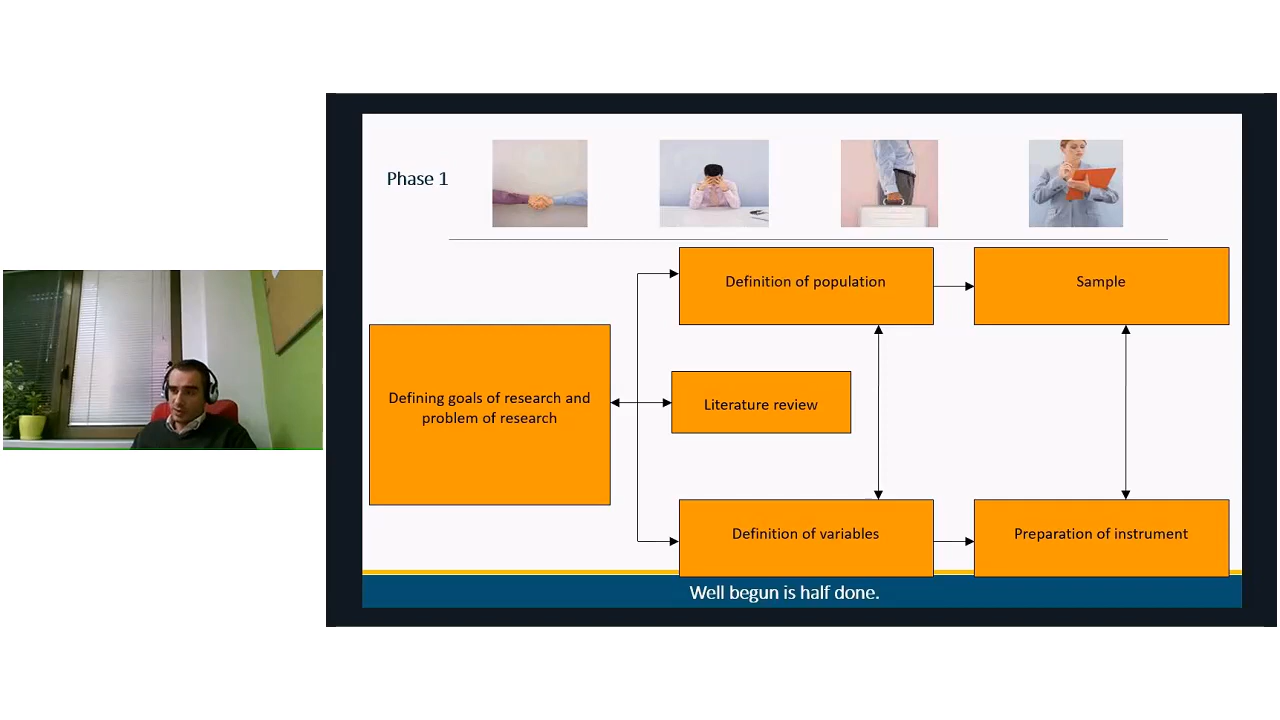 Phase 1
Definition of population
Sample
Defining goals of research and
problem of research
Literature review
Definition of variables
Preparation of instrument
Well begun is half done.